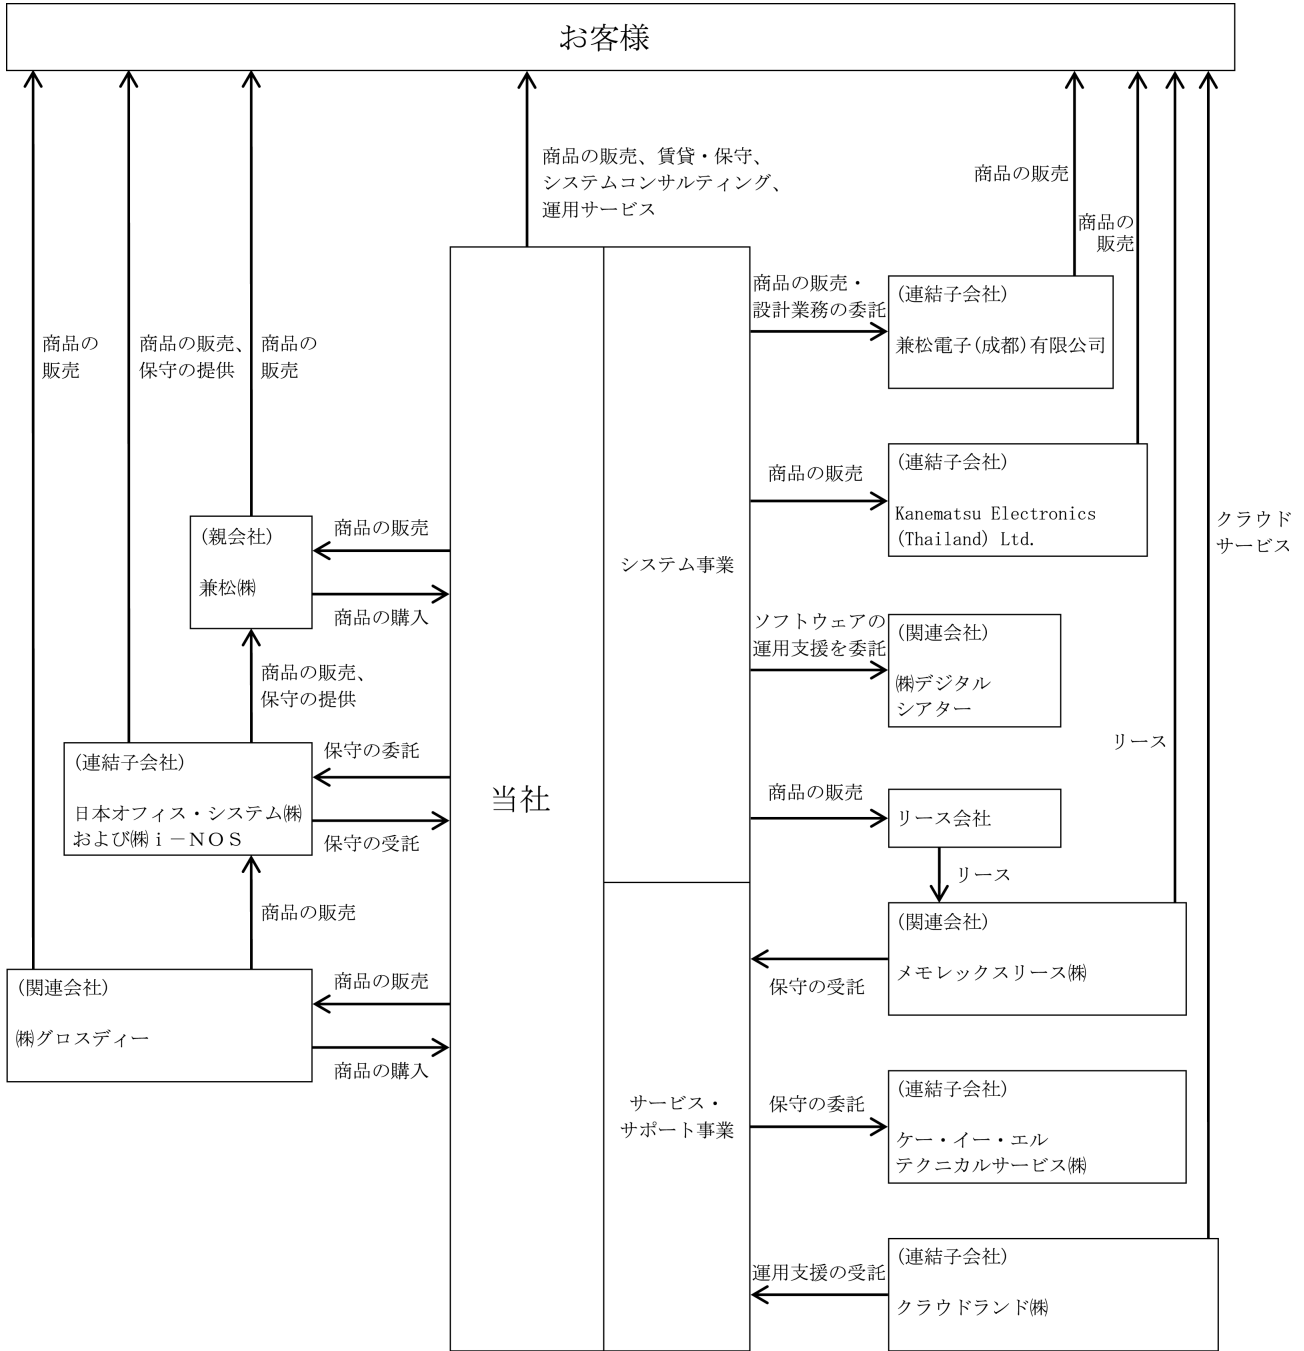 お客様
商品の販売、賃貸・保守、
システムコンサルティング、
運用サービス
商品の販売
商品の
販売
商品の
販売
商品の販売、
保守の提供
商品の
販売
商品の販売・
設計業務の委託
(連結子会社)
兼松電子(成都)有限公司
商品の販売
(連結子会社)
Kanematsu Electronics
(Thailand) Ltd.
クラウド
サービス
(親会社)
兼松㈱
商品の販売
商品の購入
システム事業
ソフトウェアの
運用支援を委託
(関連会社)
㈱デジタル
シアター
商品の販売、
保守の提供
リース
(連結子会社)
日本オフィス・システム㈱
および㈱ｉ－ＮＯＳ
保守の委託
保守の受託
当社
商品の販売
リース会社
リース
商品の販売
(関連会社)
メモレックスリース㈱
保守の受託
(関連会社)
㈱グロスディー
商品の販売
商品の購入
サービス・
サポート事業
保守の委託
(連結子会社)
ケー・イー・エル
テクニカルサービス㈱
運用支援の受託
(連結子会社)
クラウドランド㈱